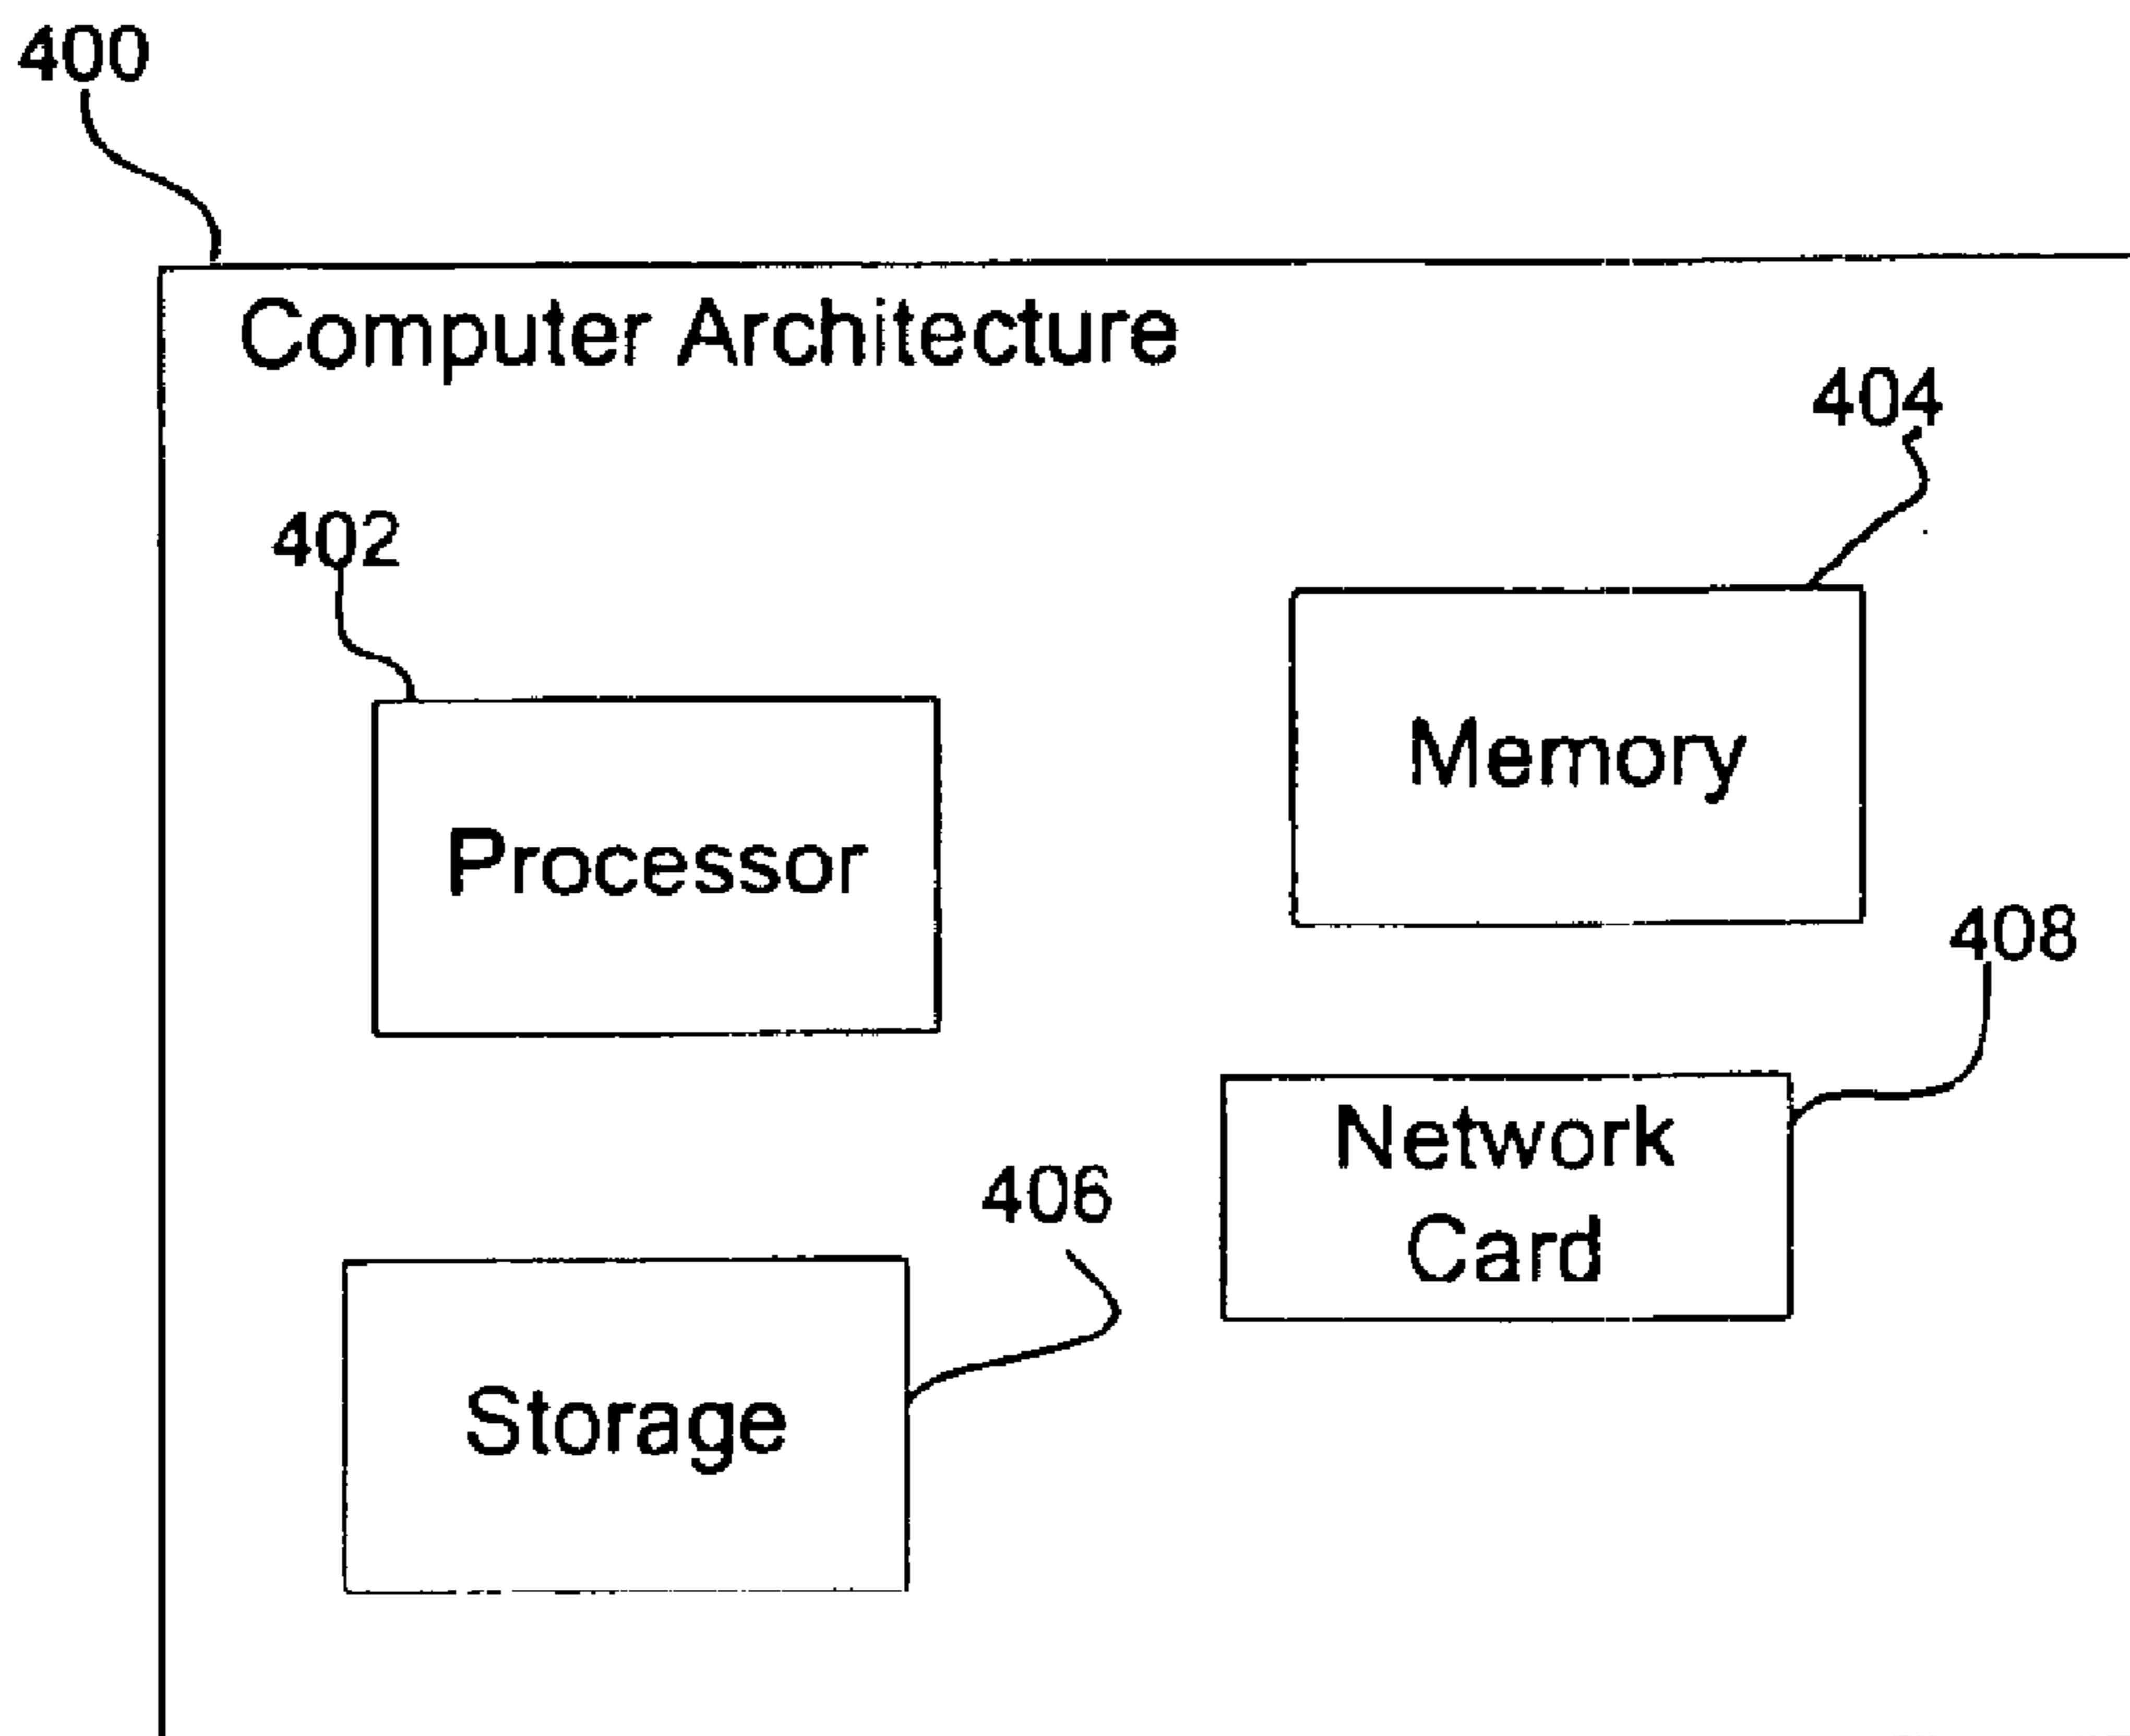 400
Computer Architecture
404
402
Memory
Processor
408
Network
Card
406
Storage